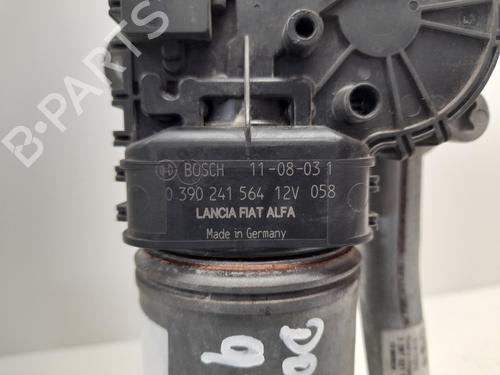 BOSCH 11-08-03 1
0 390 241 564 12V 058
LANCIA FIAT ALFA
Made in Germany
B-PARTS